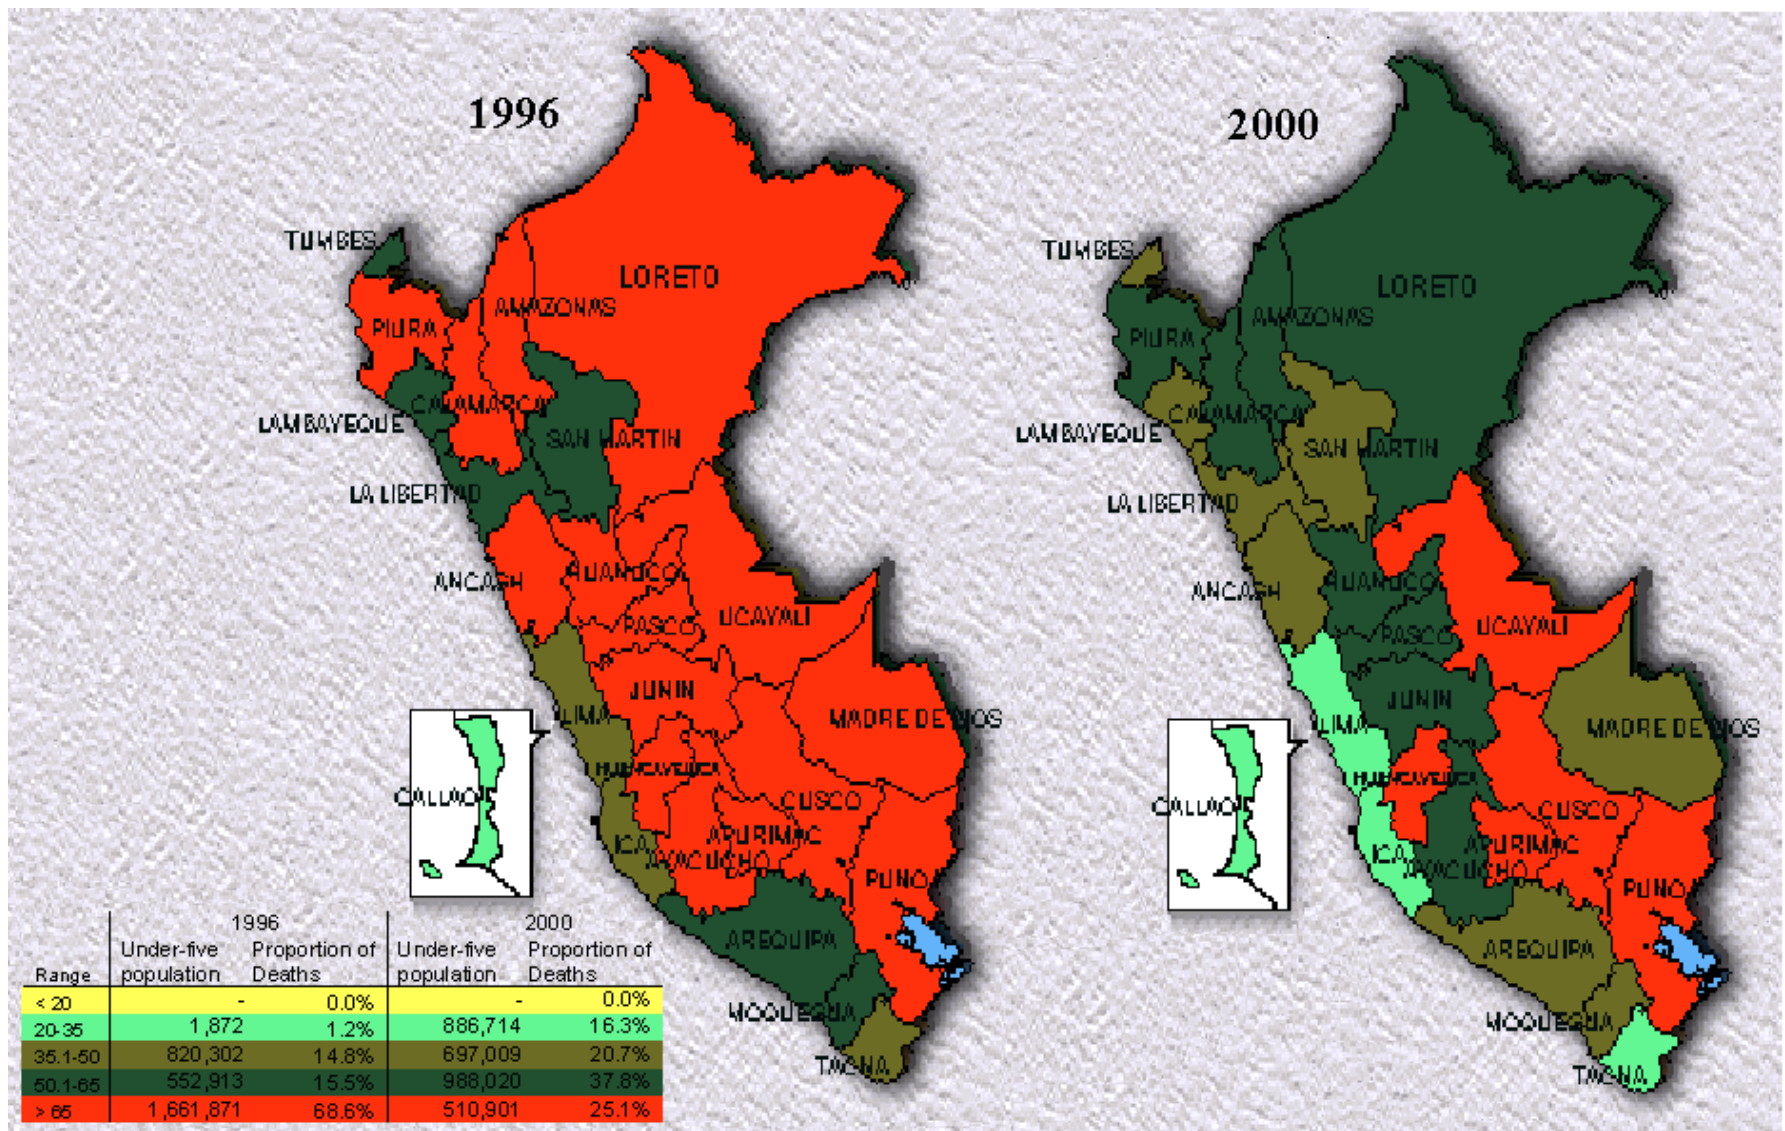 1996
TUMBES
LORETO
AMAZONAS
PIURA
CAJAMARCA
LAMBAYEQUE
SAN MARTIN
LA LIBERTAD
ANCASH
HUANUCO
UCAYALI
PASCO
JUNIN
MADRE DE DIOS
LIMA
HUENCAVELICA
CALLAO
CUSCO
ICA
APURIMAC
AYACUCHO
PUNO
AREQUIPA
MOQUEGUA
TACNA
2000
TUMBES
LORETO
AMAZONAS
PIURA
CAJAMARCA
LAMBAYEQUE
SAN MARTIN
LA LIBERTAD
ANCASH
HUANUCO
UCAYALI
PASCO
JUNIN
MADRE DE DIOS
LIMA
HUENCAVELICA
CALLAO
CUSCO
ICA
APURIMAC
AYACUCHO
PUNO
AREQUIPA
MOQUEGUA
TACNA
1996 2000
Under-five Proportion of Under-five Proportion of
Range population Deaths population Deaths
< 20 - 0.0% - 0.0%
20-35 1,872 1.2% 886,714 16.3%
35.1-50 820,302 14.8% 697,009 20.7%
50.1-65 552,913 15.5% 988,020 37.8%
> 65 1,661,871 68.6% 510,901 25.1%